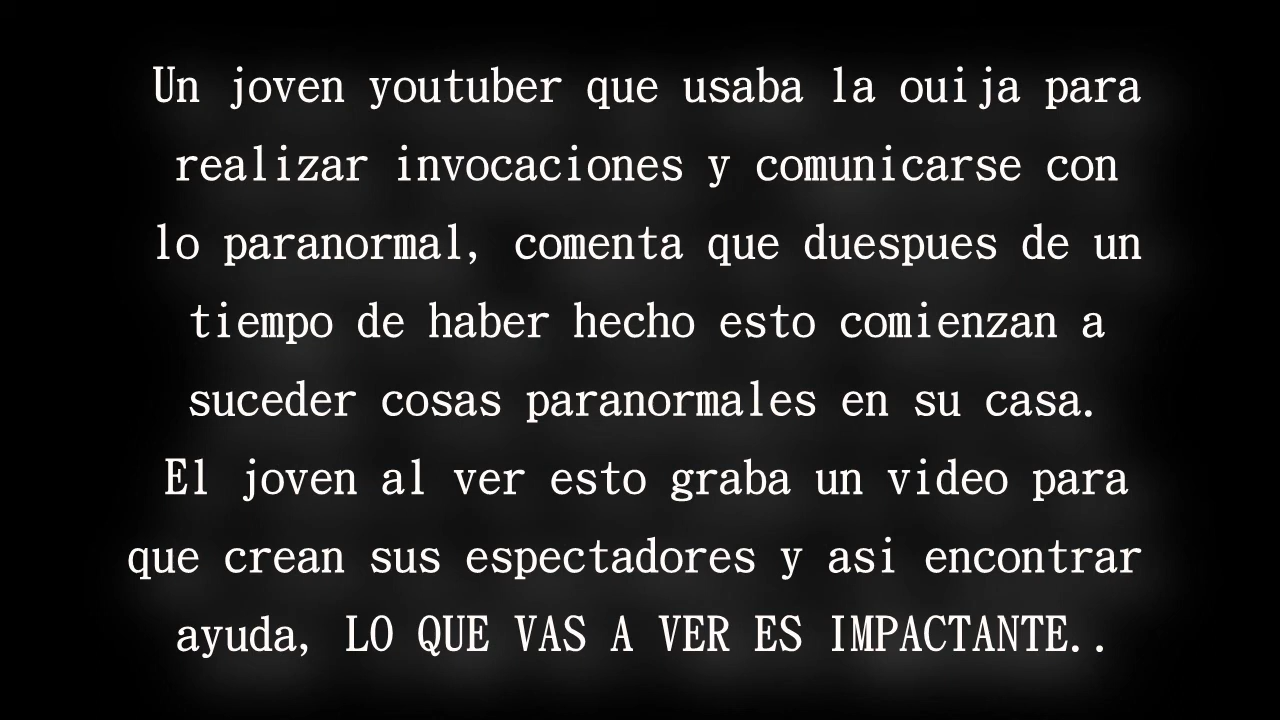 Un joven youtuber que usaba la ouija para
realizar invocaciones y comunicarse con
lo paranormal, comenta que duespues de un
tiempo de haber hecho esto comienzan a
suceder cosas paranormales en su casa.
El joven al ver esto graba un video para
que crean sus espectadores y asi encontrar
ayuda, LO QUE VAS A VER ES IMPACTANTE..